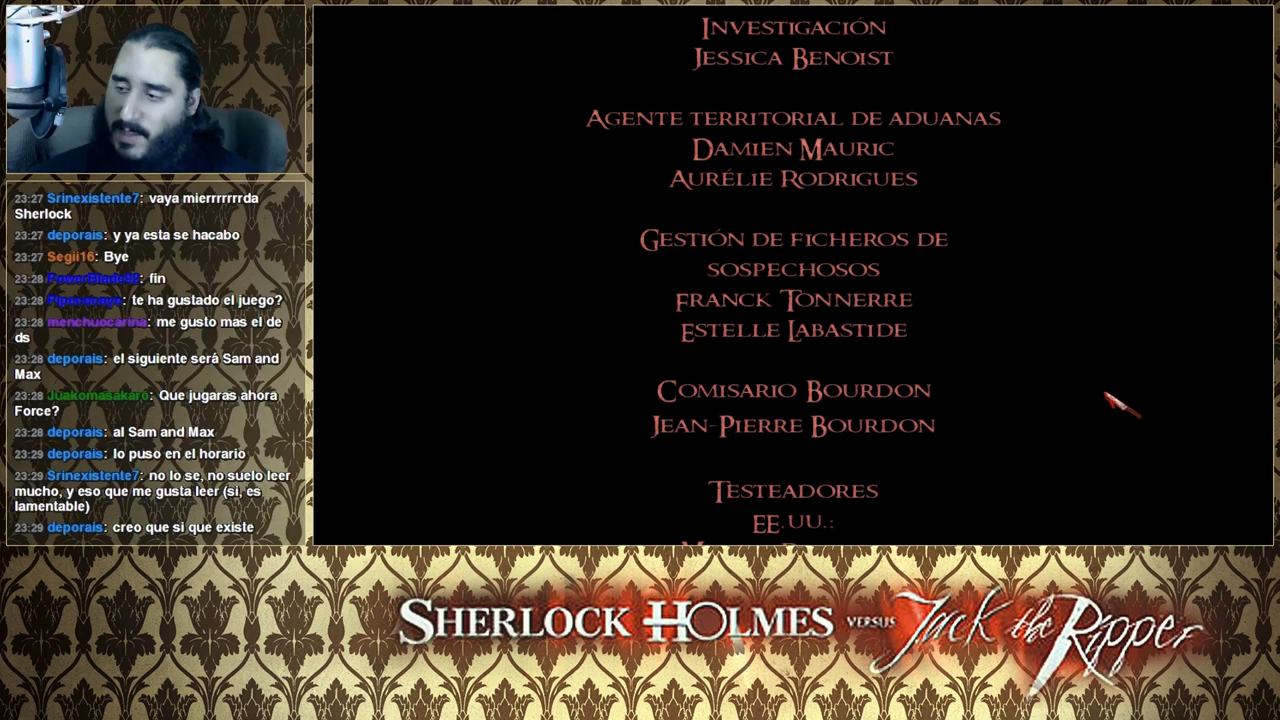 23:27 Srinexistente7: vaya mierrrrrrrda
Sherlock
23:27 deporais: y ya esta se hacabo
23:27 Segii16: Bye
23:28 PowerBlade92: fin
23:28 : te ha gustado el juego?
23:28 menchuocarina: me gusto mas el de
ds
23:28 deporais: el siguiente será Sam and
Max
23:28 Juakomasakaro: Que jugaras ahora
Force?
23:28 deporais: al Sam and Max
23:29 deporais: lo puso en el horario
23:29 Srinexistente7: no lo se, no suelo leer
mucho, y eso que me gusta leer (si, es
lamentable)
23:29 deporais: creo que si que existe
Investigación
Jessica Benoist
Agente territorial de aduanas
Damien Mauric
Aurélie Rodrigues
Gestión de ficheros de
sospechosos
Franck Tonnerre
Estelle Labastide
Comisario Bourdon
Jean-Pierre Bourdon
Testeadores
EE.UU.:
Sherlock Holmes versus Jack the Ripper